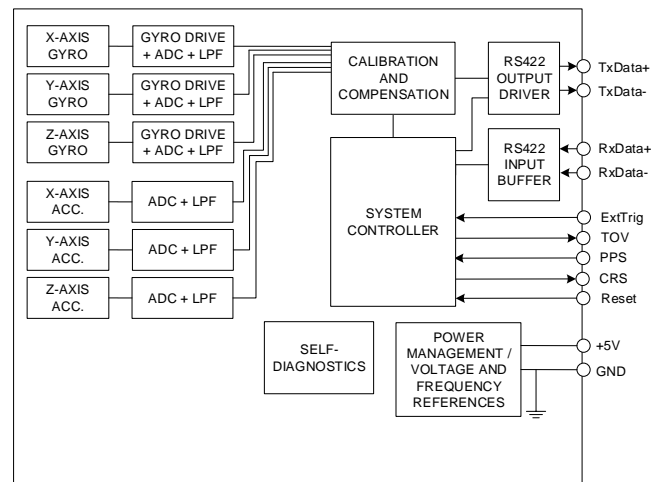 X-AXIS
GYRO
GYRO DRIVE
+ ADC + LPF
Y-AXIS
GYRO
GYRO DRIVE
+ ADC + LPF
Z-AXIS
GYRO
GYRO DRIVE
+ ADC + LPF
X-AXIS
ACC.
ADC + LPF
Y-AXIS
ACC.
ADC + LPF
Z-AXIS
ACC.
ADC + LPF
CALIBRATION
AND
COMPENSATION
RS422
OUTPUT
DRIVER
TxData+
TxData-
RS422
INPUT
BUFFER
RxData+
RxData-
SYSTEM
CONTROLLER
ExtTrig
TOV
PPS
CRS
Reset
SELF-
DIAGNOSTICS
POWER
MANAGEMENT /
VOLTAGE AND
FREQUENCY
REFERENCES
+5V
GND